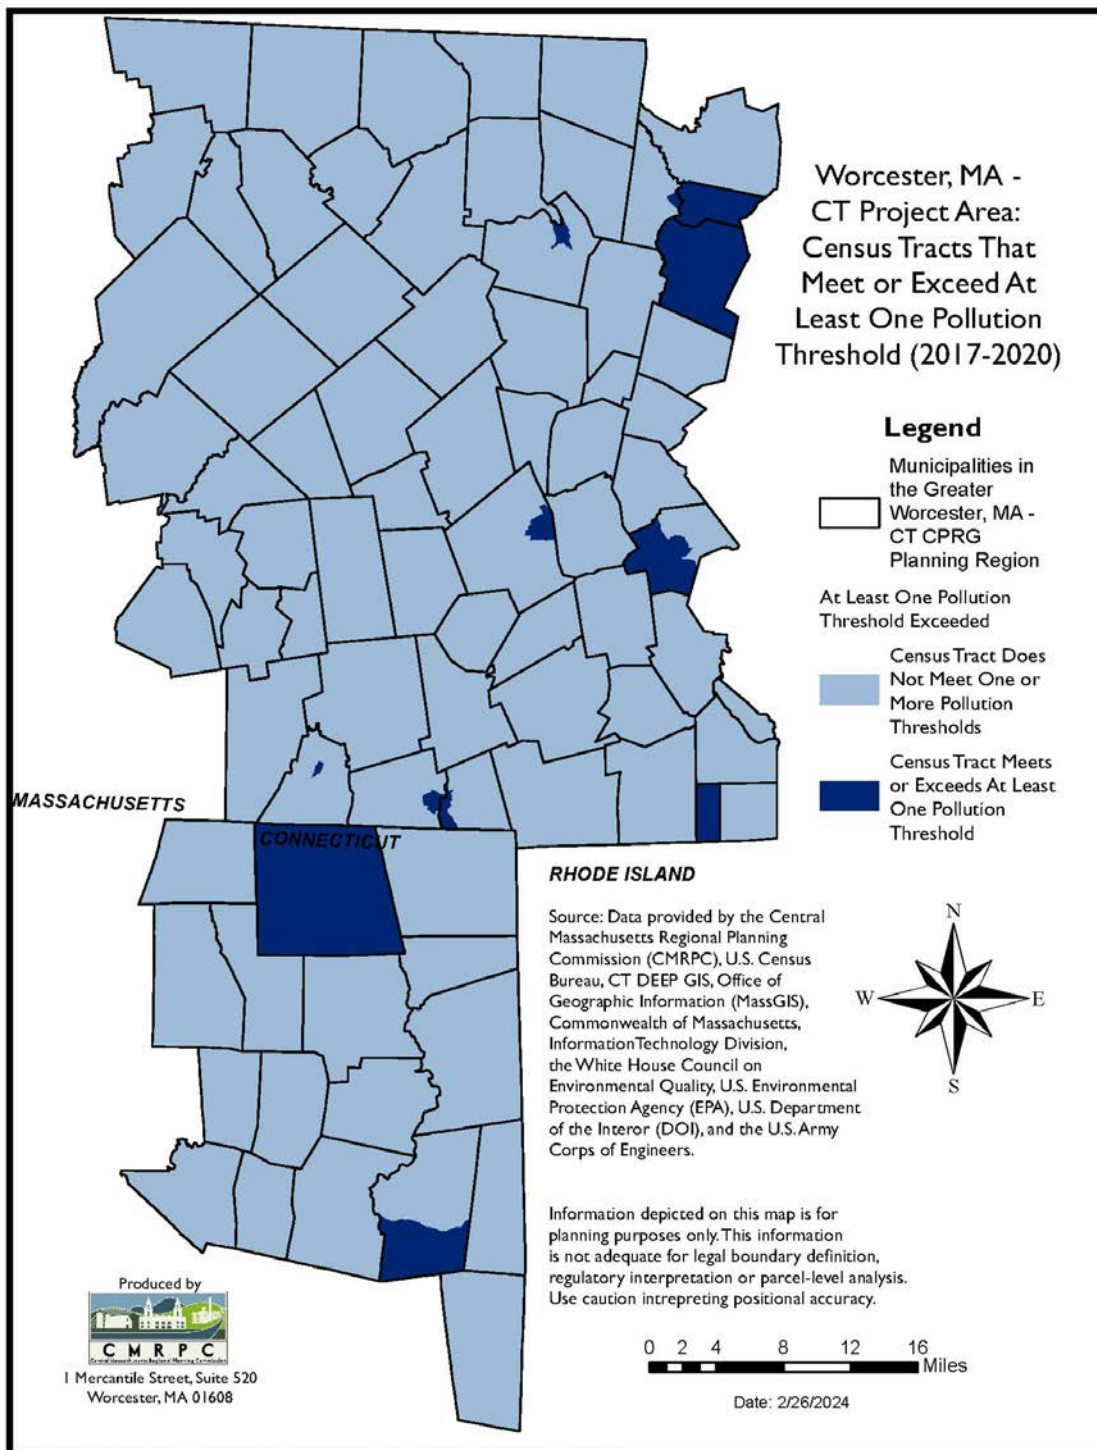 Worcester, MA -
CT Project Area:
Census Tracts That
Meet or Exceed At
Least One Pollution
Threshold (2017-2020)
Legend
Municipalities in
the Greater
Worcester, MA -
CT CPRG
Planning Region
At Least One Pollution
Threshold Exceeded
Census Tract Does
Not Meet One or
More Pollution
Thresholds
Census Tract Meets
or Exceeds At Least
One Pollution
Threshold
MASSACHUSETTS
CONNECTICUT
RHODE ISLAND
Source: Data provided by the Central
Massachusetts Regional Planning
Commission (CMRPC), U.S. Census
Bureau, CT DEEP GIS, Office of
Geographic Information (MassGIS),
Commonwealth of Massachusetts,
Information Technology Division,
the White House Council on
Environmental Quality, U.S. Environmental
Protection Agency (EPA), U.S. Department
of the Interor (DOI), and the U.S. Army
Corps of Engineers.
N
W
E
S
Information depicted on this map is for
planning purposes only. This information
is not adequate for legal boundary definition,
regulatory interpretation or parcel-level analysis.
Use caution intrepreting positional accuracy.
Produced by
CMRPC
Central Massachusetts Regional Planning Commission
1 Mercantile Street, Suite 520
Worcester, MA 01608
0 2 4 8 12 16
Miles
Date: 2/26/2024